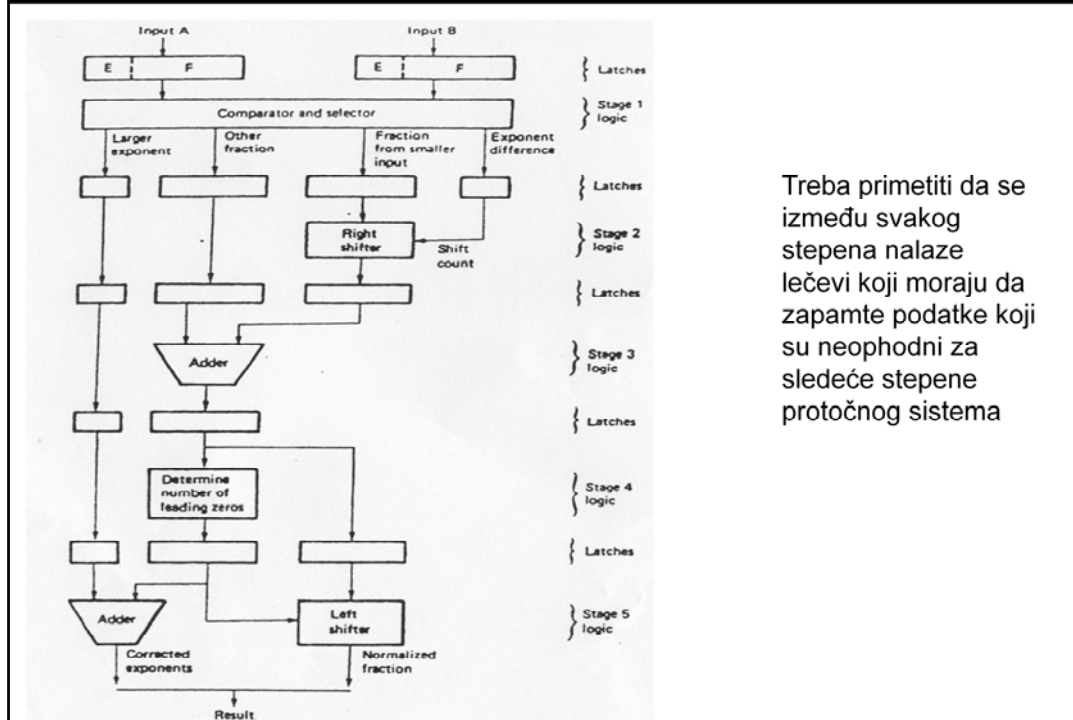 Input A
Input B
E F
E F
Latches
Comparator and selector
Stage 1
logic
Larger
exponent
Other
fraction
Fraction
from smaller
input
Exponent
difference
Latches
Right
shifter
Shift
count
Stage 2
logic
Latches
Adder
Stage 3
logic
Latches
Determine
number of
leading zeros
Stage 4
logic
Latches
Adder
Left
shifter
Stage 5
logic
Corrected
exponents
Normalized
fraction
Result
Treba primetiti da se
između svakog
stepena nalaze
lečevi koji moraju da
zapamte podatke koji
su neophodni za
sledeće stepene
protočnog sistema